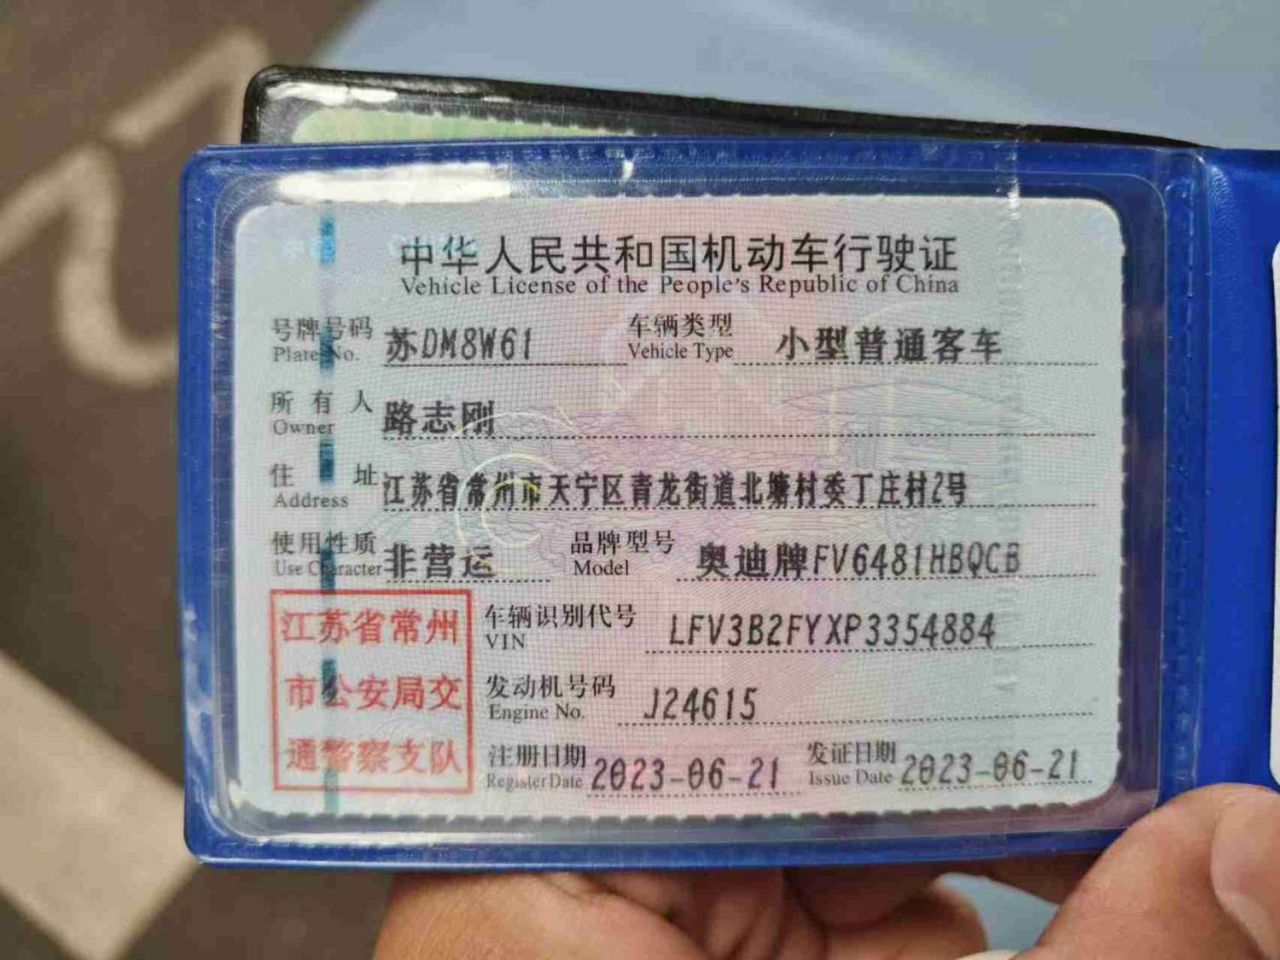 中华人民共和国机动车行驶证
Vehicle License of the People's Republic of China
号牌号码 苏DM8W61 车辆类型 小型普通客车
Plate No. Vehicle Type
所有人 路志刚
Owner
住址 江苏省常州市天宁区青龙街道北塘村委丁庄村2号
Address
使用性质 非营运 品牌型号 奥迪牌FV6481HBQCB
Use Character Model
江苏省常州
市公安局交
通警察支队
车辆识别代号 LFV3B2FYXP3354884
VIN
发动机号码 J24615
Engine No.
注册日期 2023-06-21 发证日期 2023-06-21
Register Date Issue Date